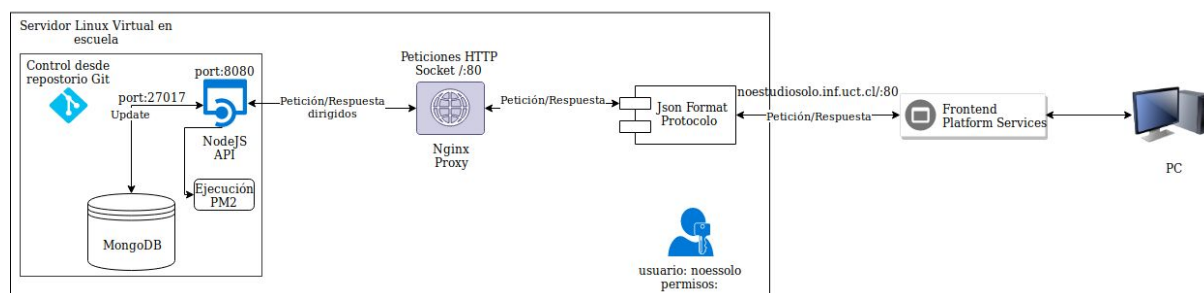 Servidor Linux Virtual en
escuela
Control desde
repostorio Git
port:8080
port:27017
Update
NodeJS
API
Ejecución
PM2
MongoDB
Petición/Respuesta
dirigidos
Peticiones HTTP
Socket /:80
Nginx
Proxy
Petición/Respuesta
Json Format
Protocolo
noestudiosolo.inf.uct.cl/:80
Petición/Respuesta
Frontend
Platform Services
PC
usuario: noessolo
permisos: